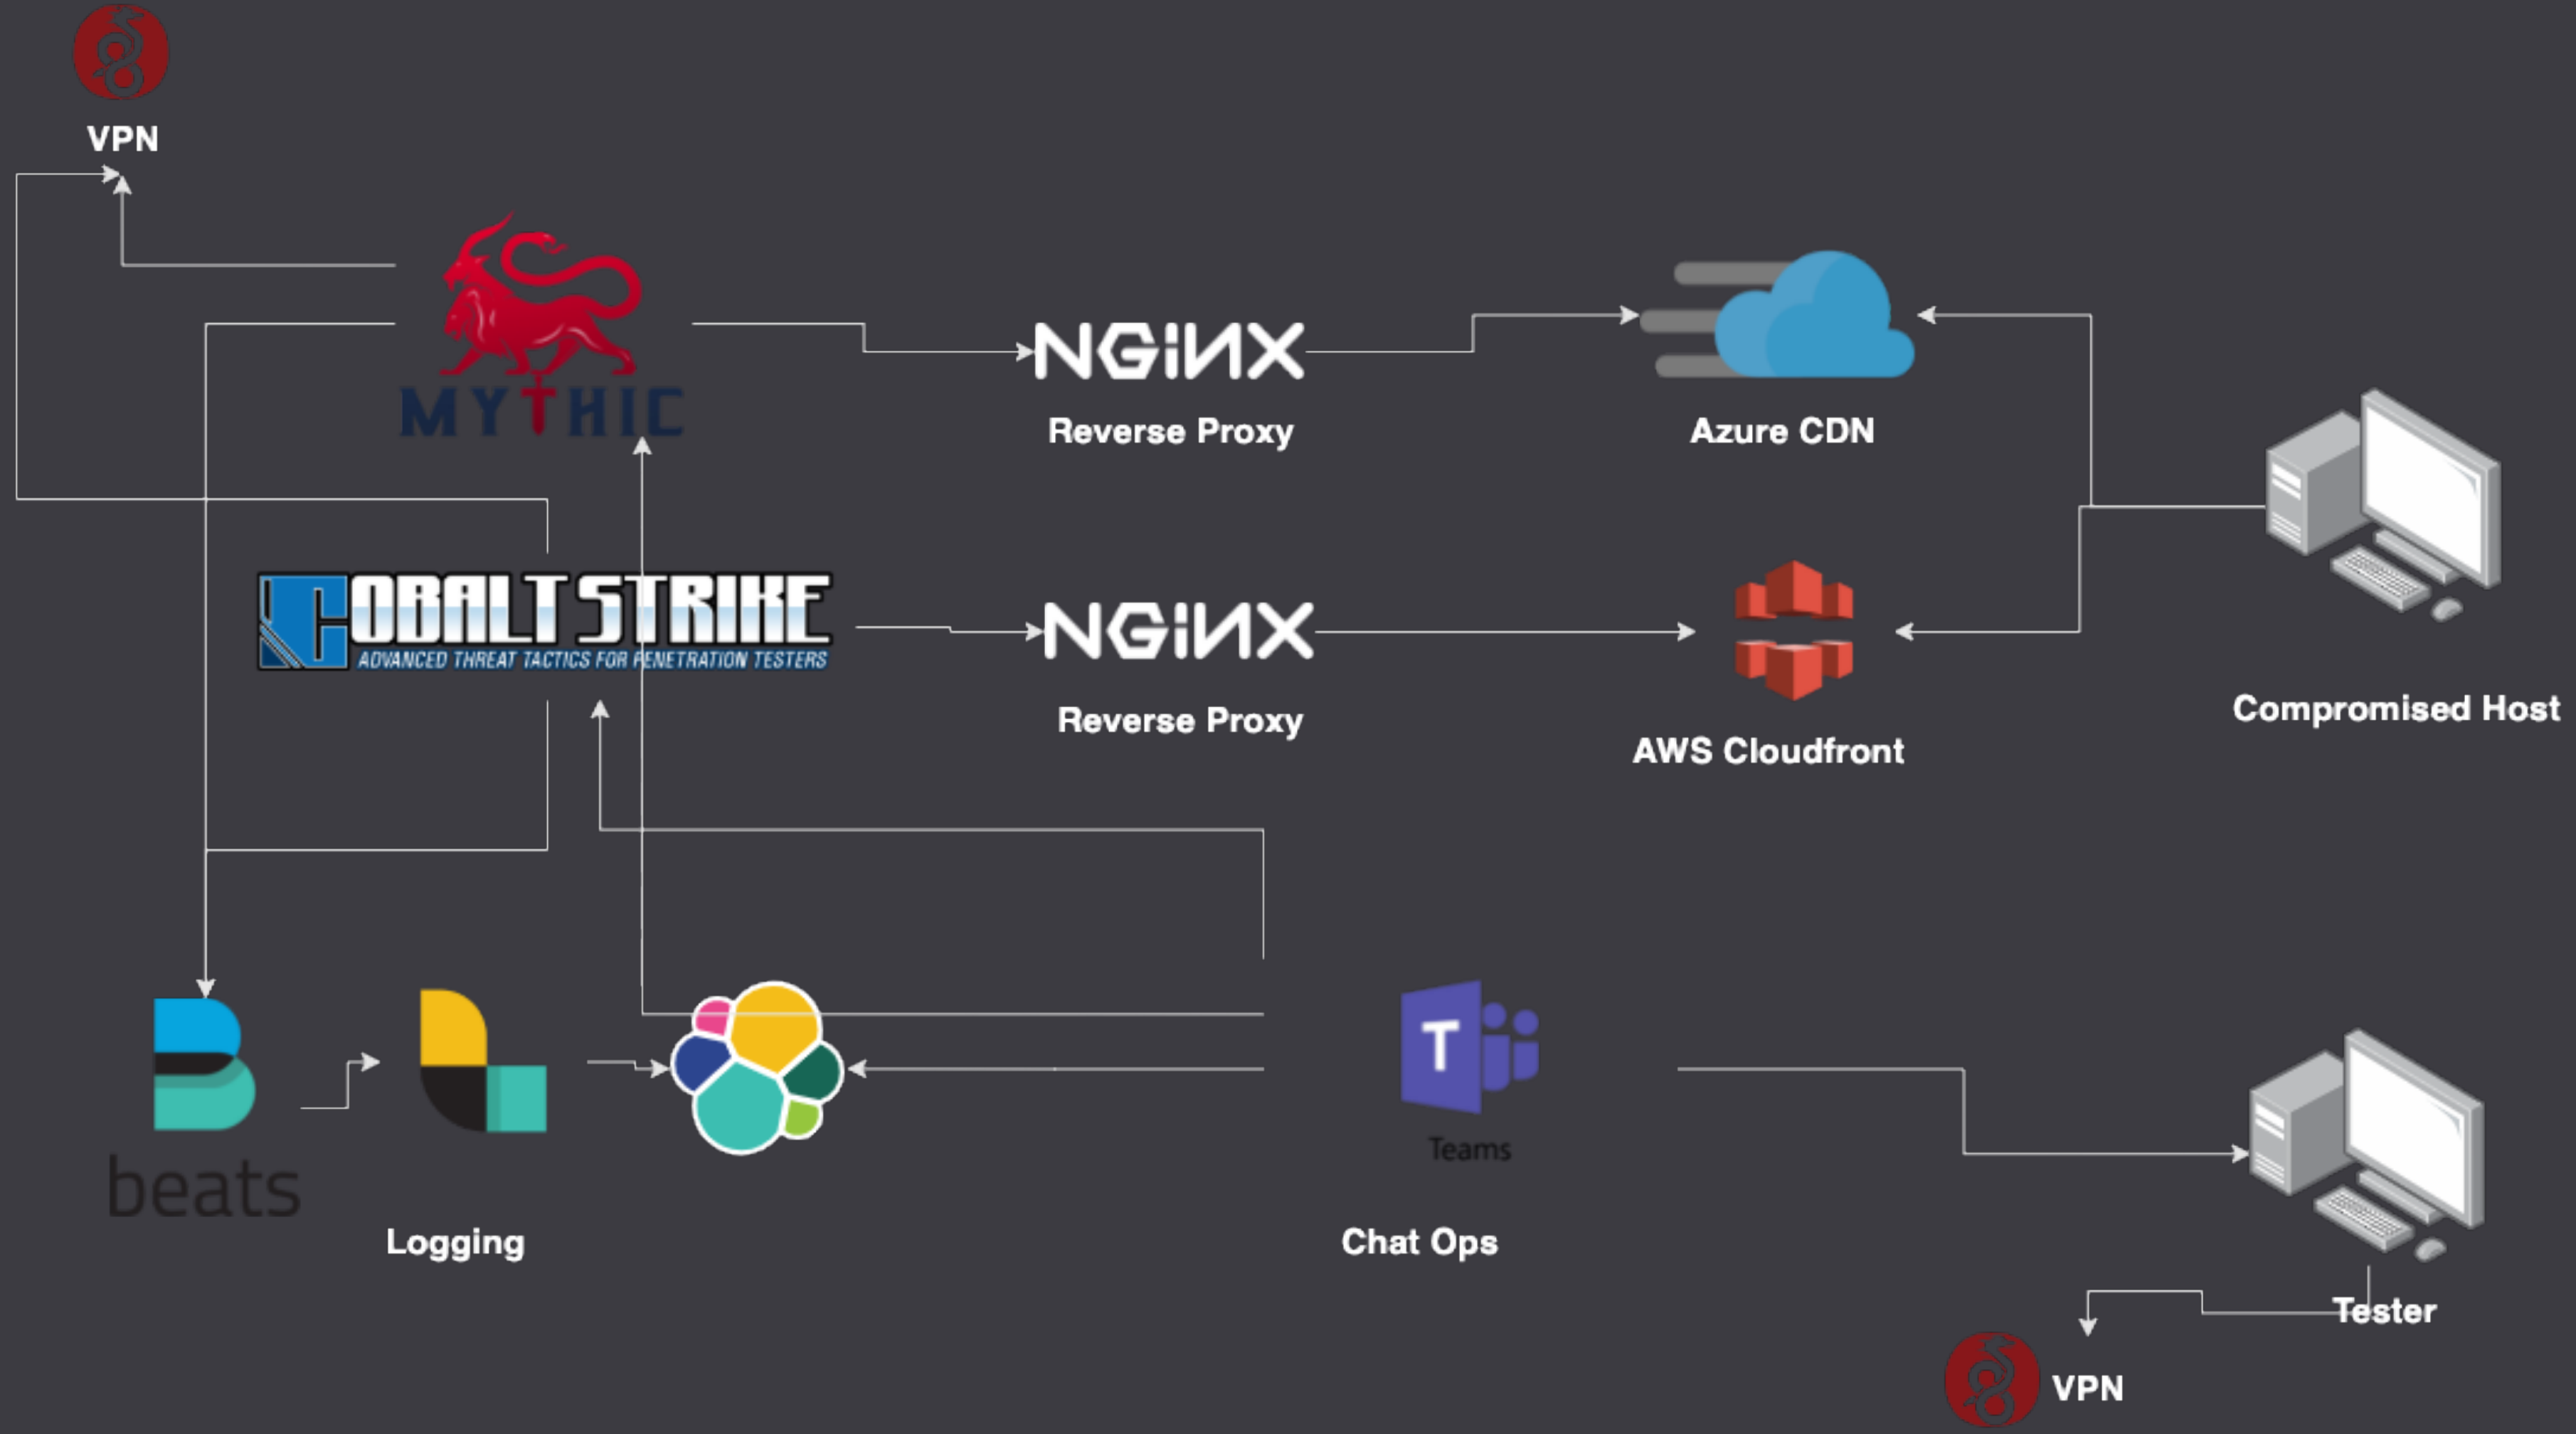 VPN
MYTHIC
NGiNX
Reverse Proxy
Azure CDN
COBALT STRIKE
ADVANCED THREAT TACTICS FOR PENETRATION TESTERS
NGiNX
Reverse Proxy
AWS Cloudfront
Compromised Host
beats
Logging
T
Teams
Chat Ops
Tester
VPN